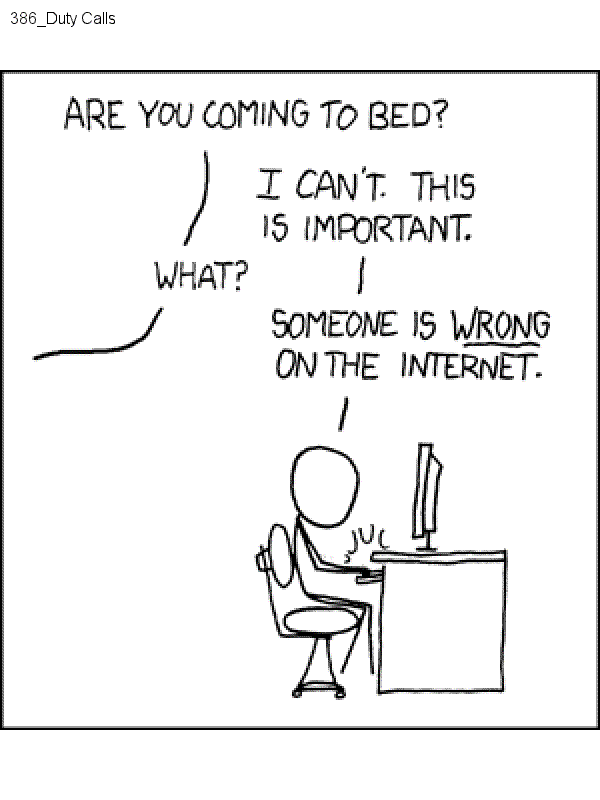 386_Duty Calls
ARE YOU COMING TO BED?
I CAN'T. THIS
IS IMPORTANT.
WHAT?
SOMEONE IS WRONG
ON THE INTERNET.